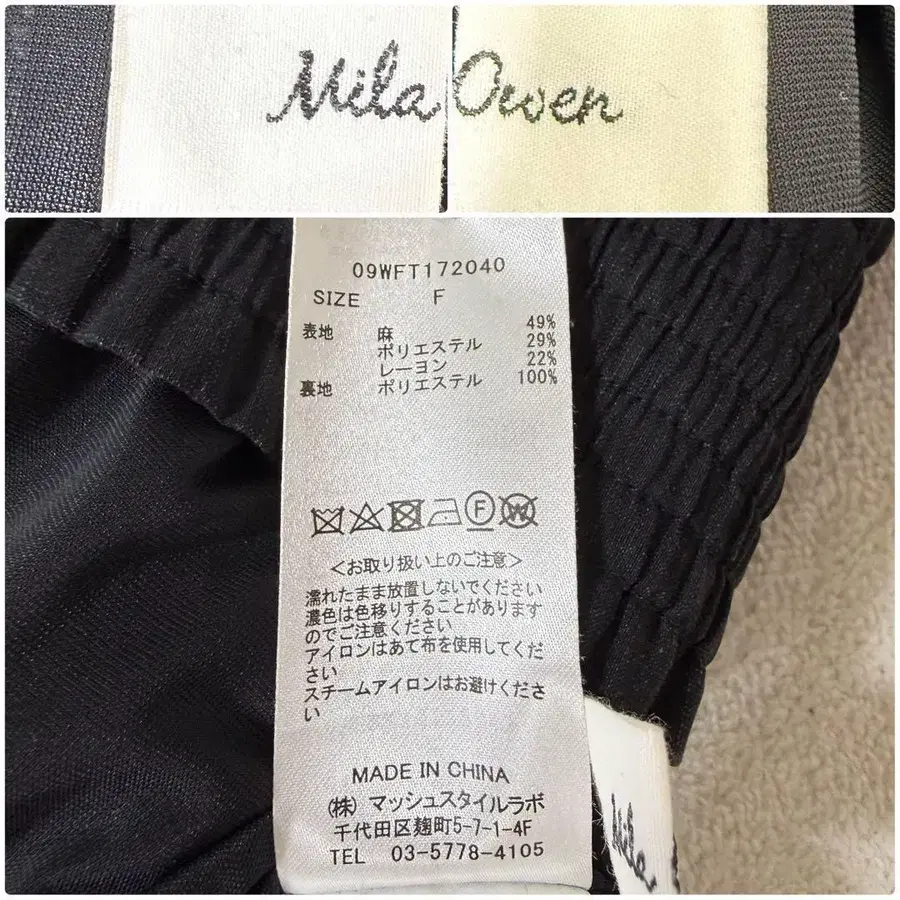 Mila Owen
09WFT172040
SIZE F
表地 麻 49%
ポリエステル 29%
レーヨン 22%
裏地 ポリエステル 100%
F W
＜お取り扱い上のご注意＞
濡れたまま放置しないでください
濃色は色移りすることがあります
のでご注意ください
アイロンはあて布を使用してくだ
さい
スチームアイロンはお避けくださ
い
MADE IN CHINA
(株) マッシュスタイルラボ
千代田区麹町5-7-1-4F
TEL 03-5778-4105
Mila